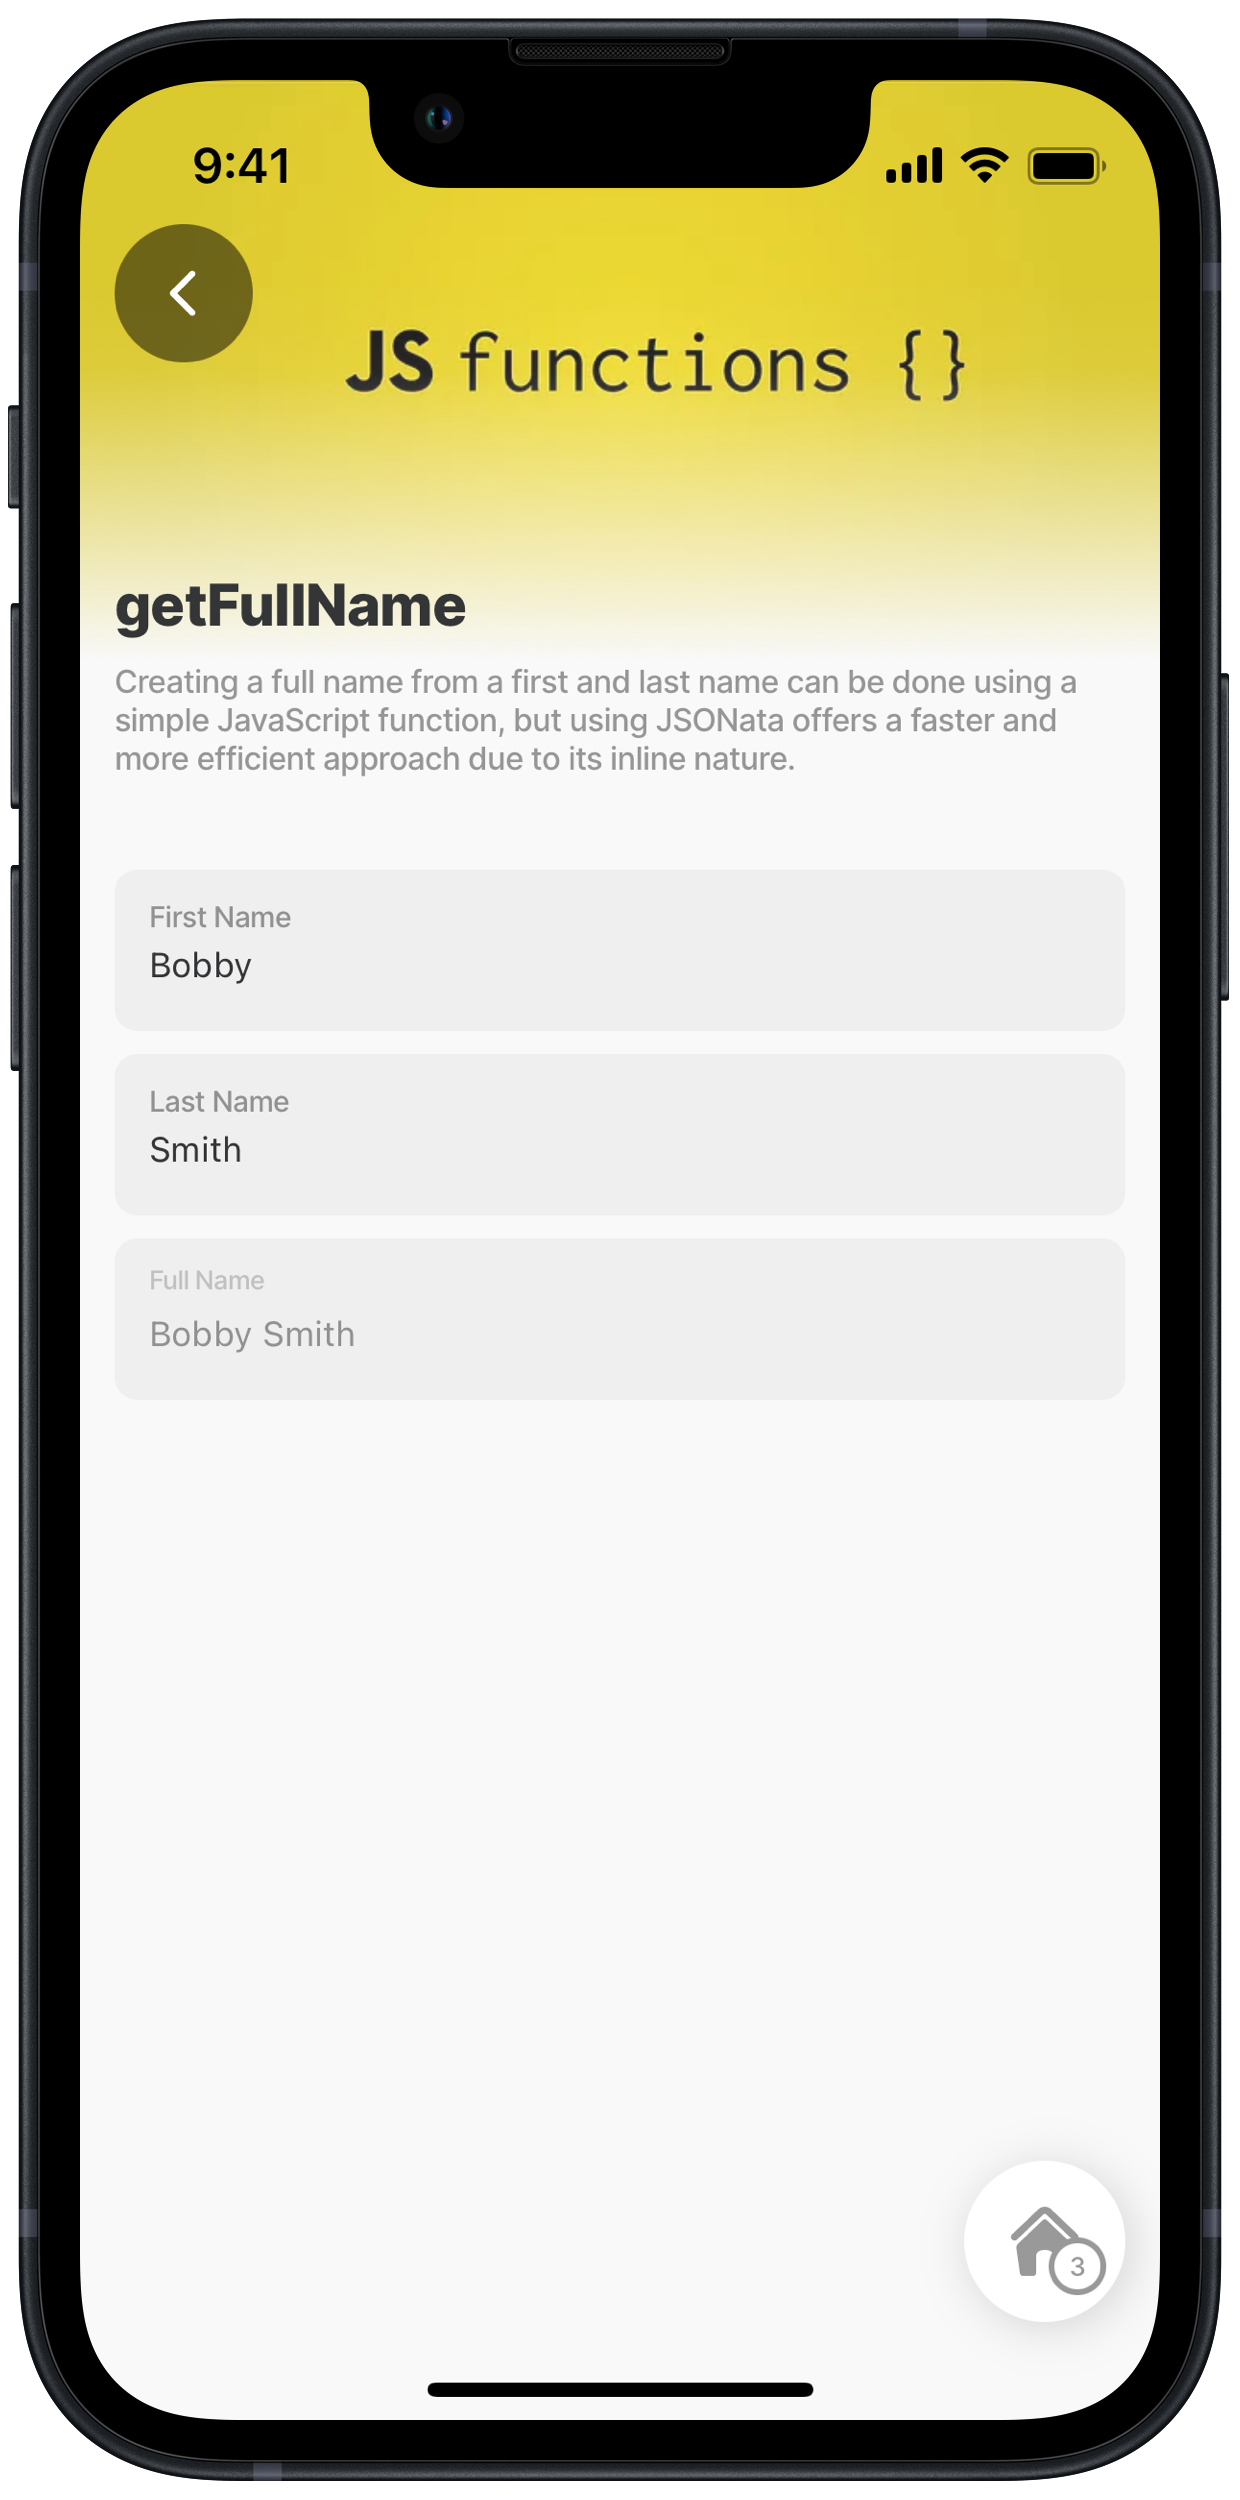 9:41
JS functions {}
getFullName
Creating a full name from a first and last name can be done using a
simple JavaScript function, but using JSONata offers a faster and
more efficient approach due to its inline nature.
First Name
Bobby
Last Name
Smith
Full Name
Bobby Smith
3